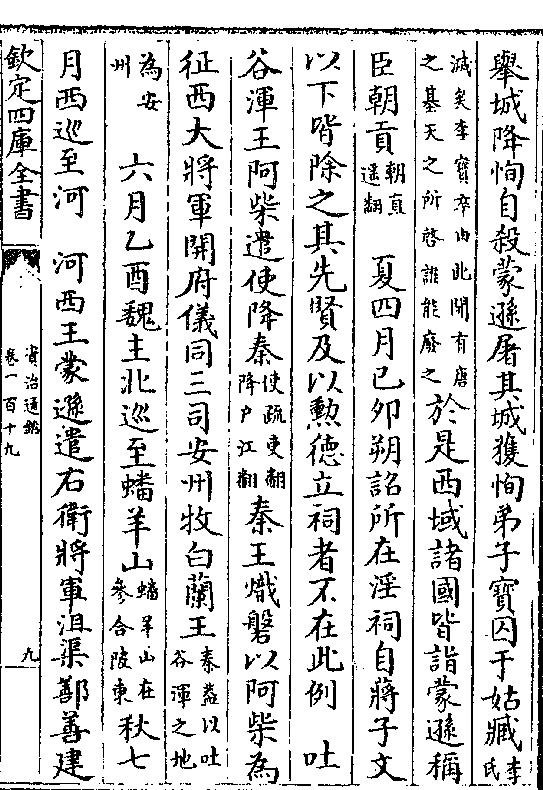 舉城降恂自殺蒙遜屠其城獲恂弟子寶囚于姑臧李氏
滅矣李寶卒由此開有唐之基天之所啓誰能廢之於是西域諸國皆詣蒙遜稱
臣朝貢朝直遥翻　夏四月己卯朔詔所在淫祠自蔣子文
以下皆除之其先賢及以勲德立祠者不在此例　吐
谷渾王阿柴遣使降秦使疏吏翻降戶江翻秦王熾磐以阿柴為
征西大將軍開府儀同三司安州牧白蘭王秦葢以吐谷渾之地
為安州　六月乙酉魏主北巡至蟠羊山蟠羊山在參合陂東秋七
月西巡至河　河西王蒙遜遣右衛將軍沮渠鄯善建
欽定四庫全書
資治通鑑
卷一百十九
九